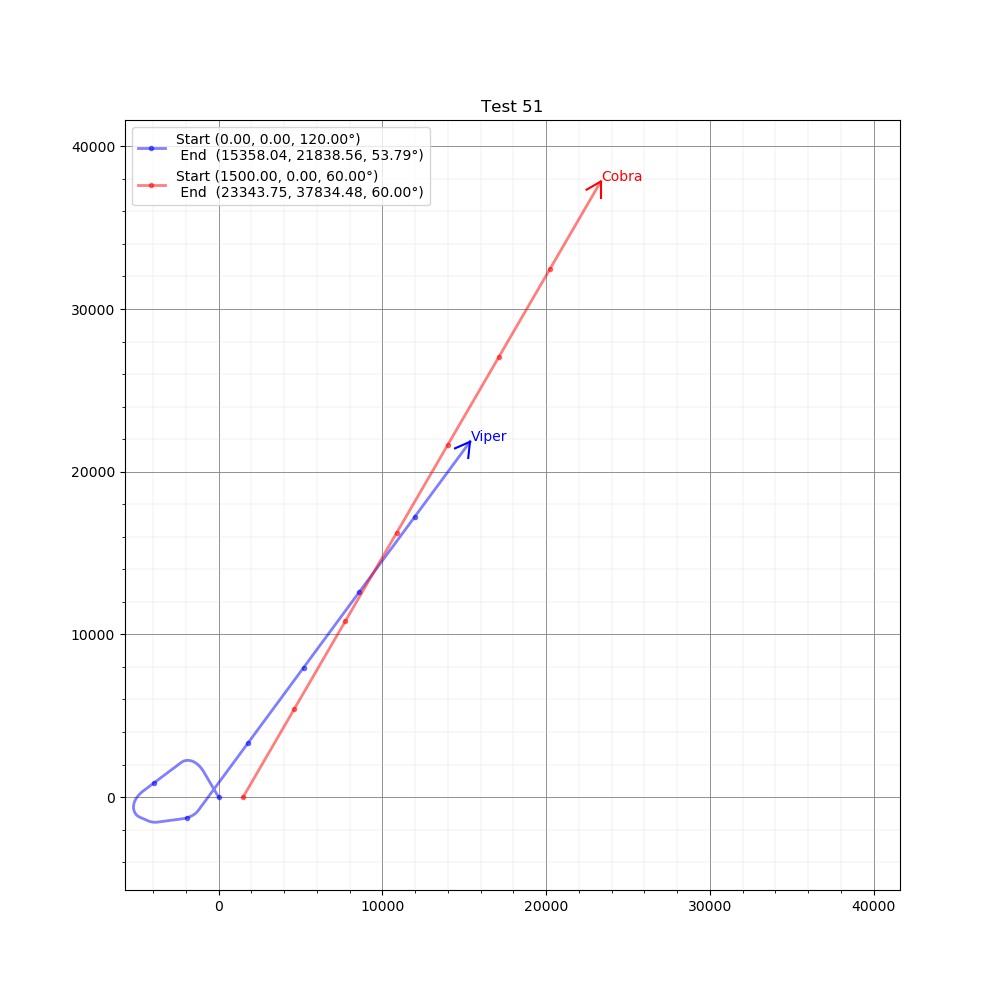 Test 51
Start (0.00, 0.00, 120.00°)
End  (15358.04, 21838.56, 53.79°)
Start (1500.00, 0.00, 60.00°)
End  (23343.75, 37834.48, 60.00°)
Cobra
Viper
40000
30000
20000
10000
0
0
10000
20000
30000
40000